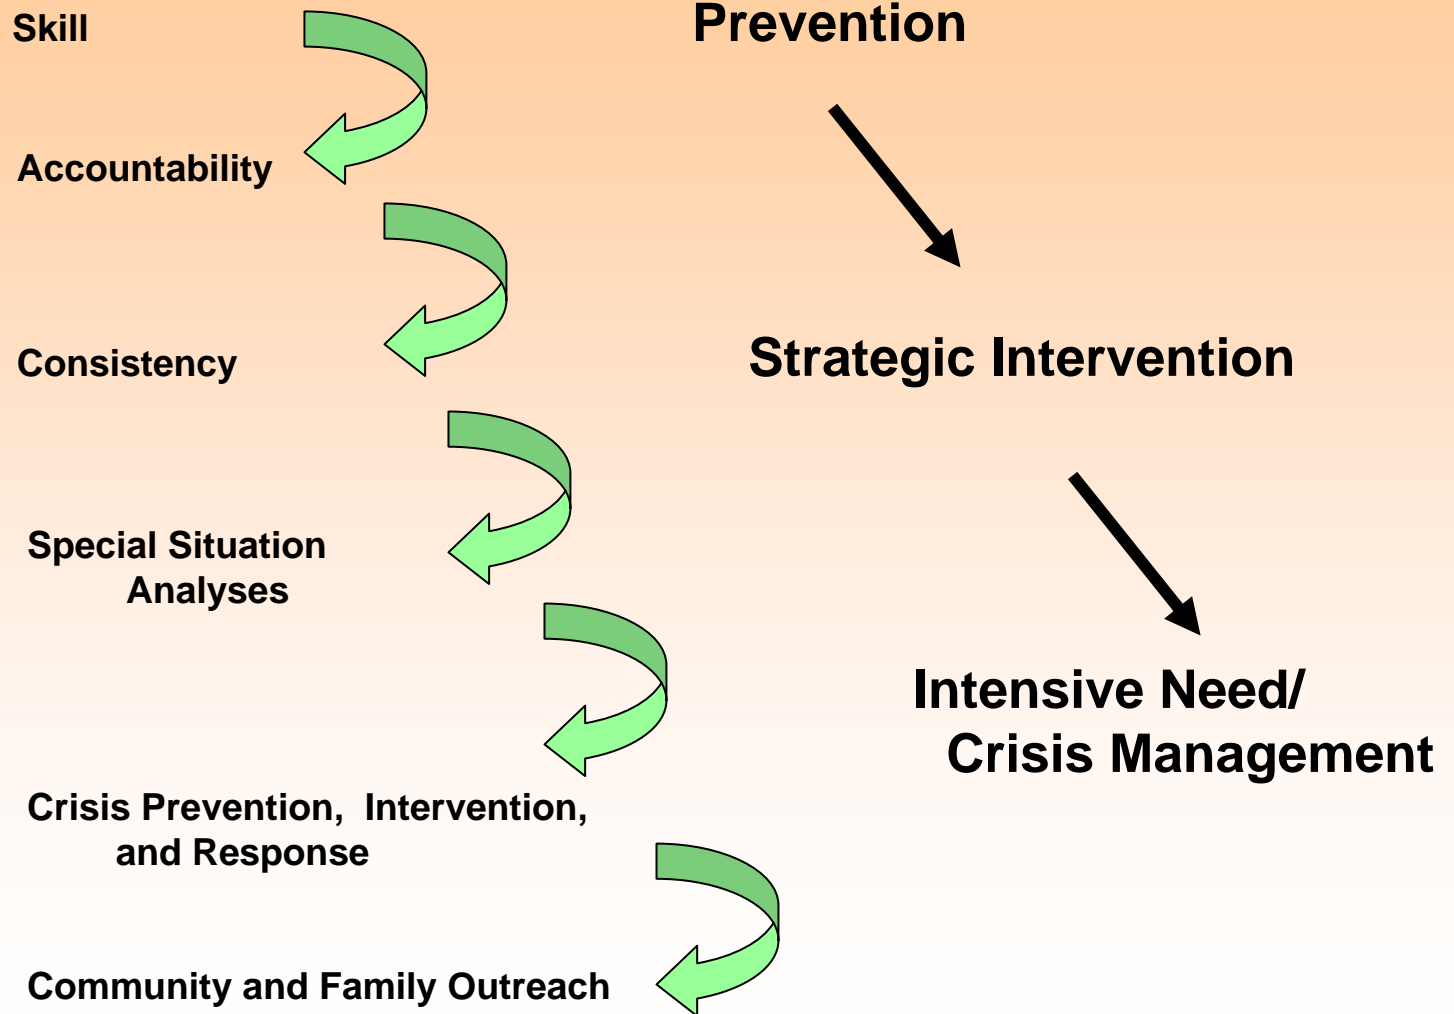 Skill
Prevention
Accountability
Consistency
Strategic Intervention
Special Situation
Analyses
Intensive Need/
Crisis Management
Crisis Prevention, Intervention,
and Response
Community and Family Outreach